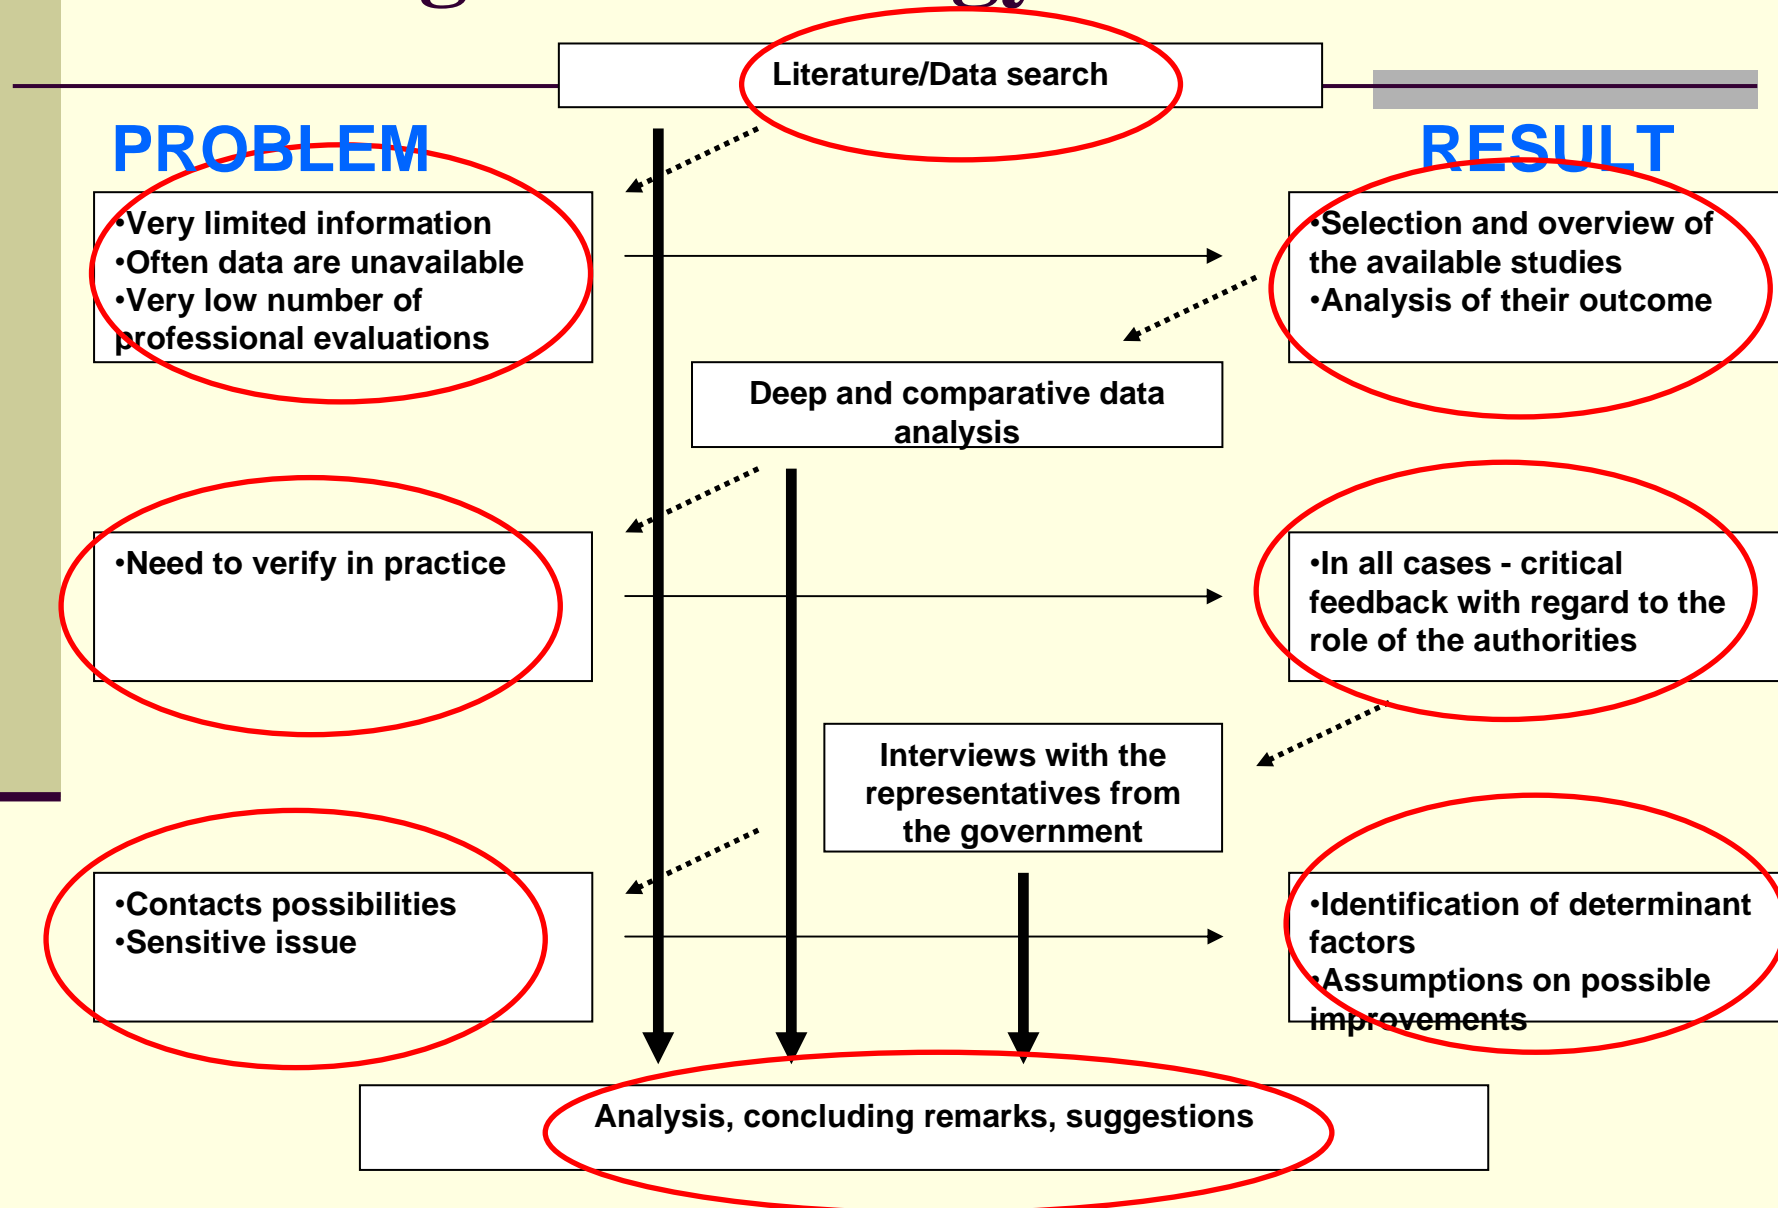 Literature/Data search
PROBLEM
RESULT
•Very limited information
•Often data are unavailable
•Very low number of
professional evaluations
•Selection and overview of
the available studies
•Analysis of their outcome
Deep and comparative data
analysis
•Need to verify in practice
•In all cases - critical
feedback with regard to the
role of the authorities
Interviews with the
representatives from
the government
•Contacts possibilities
•Sensitive issue
•Identification of determinant
factors
•Assumptions on possible
improvements
Analysis, concluding remarks, suggestions